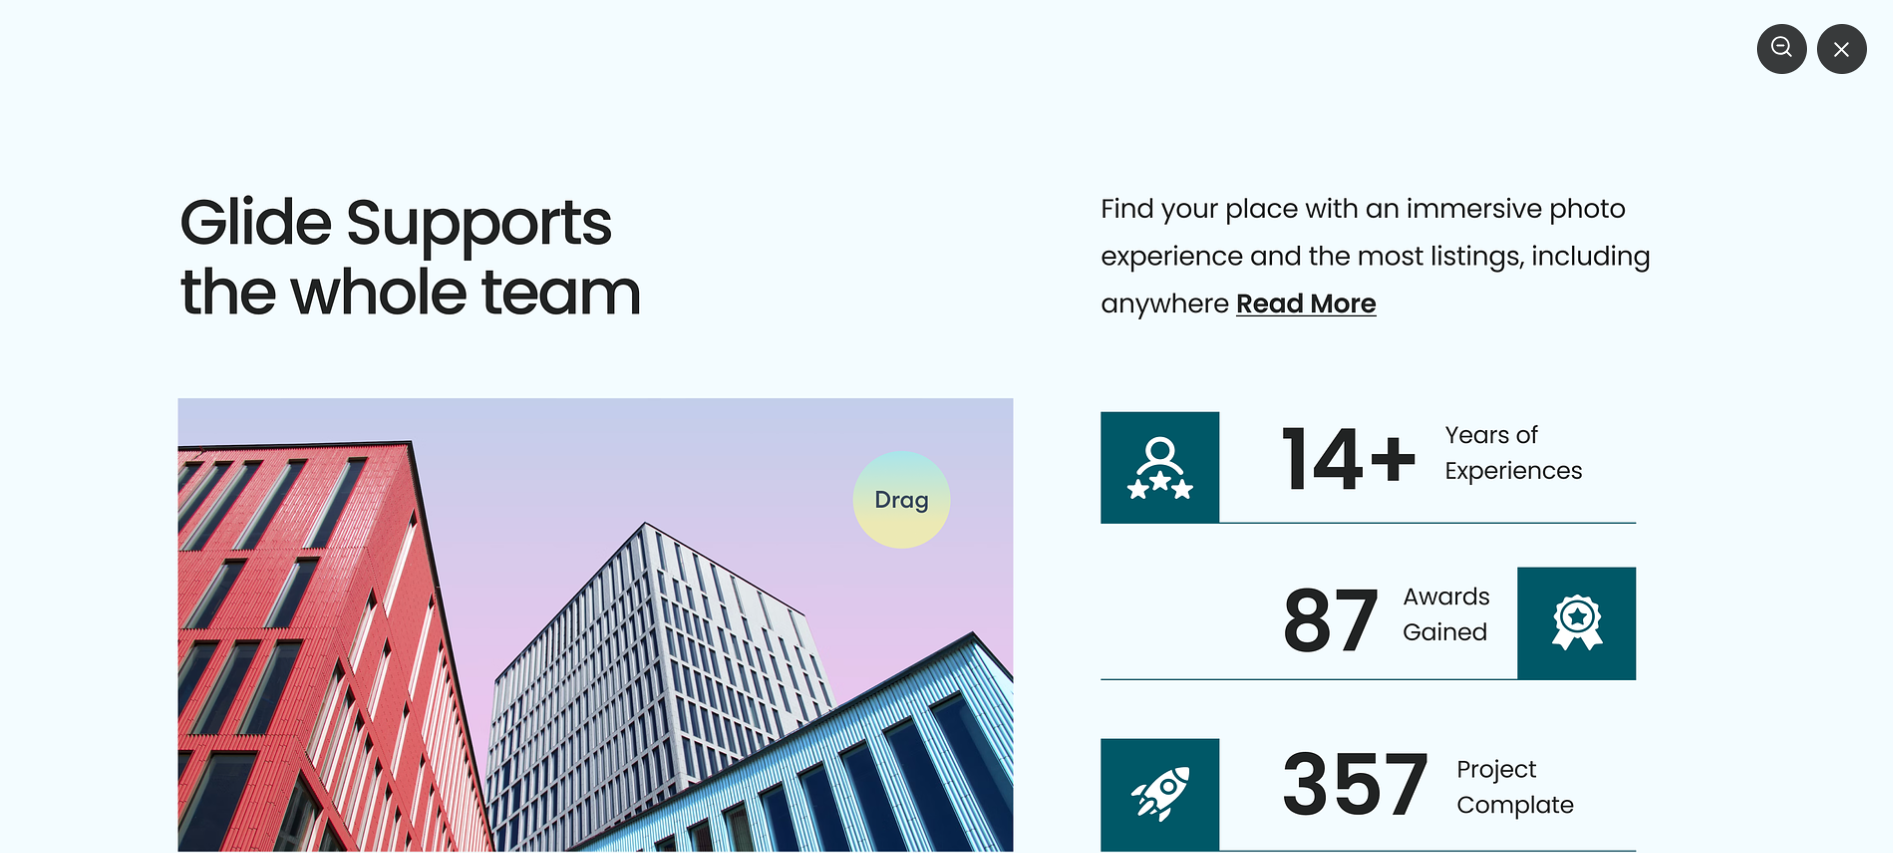 Glide Supports
the whole team
Find your place with an immersive photo
experience and the most listings, including
anywhere Read More
Drag
14+
Years of
Experiences
87
Awards
Gained
357
Project
Complate